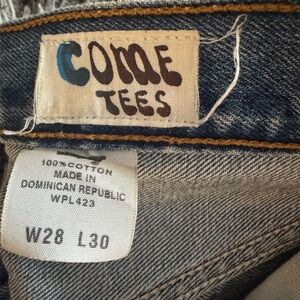 COME
TEES
100% COTTON
MADE IN
DOMINICAN REPUBLIC
WPL423
W28 L30